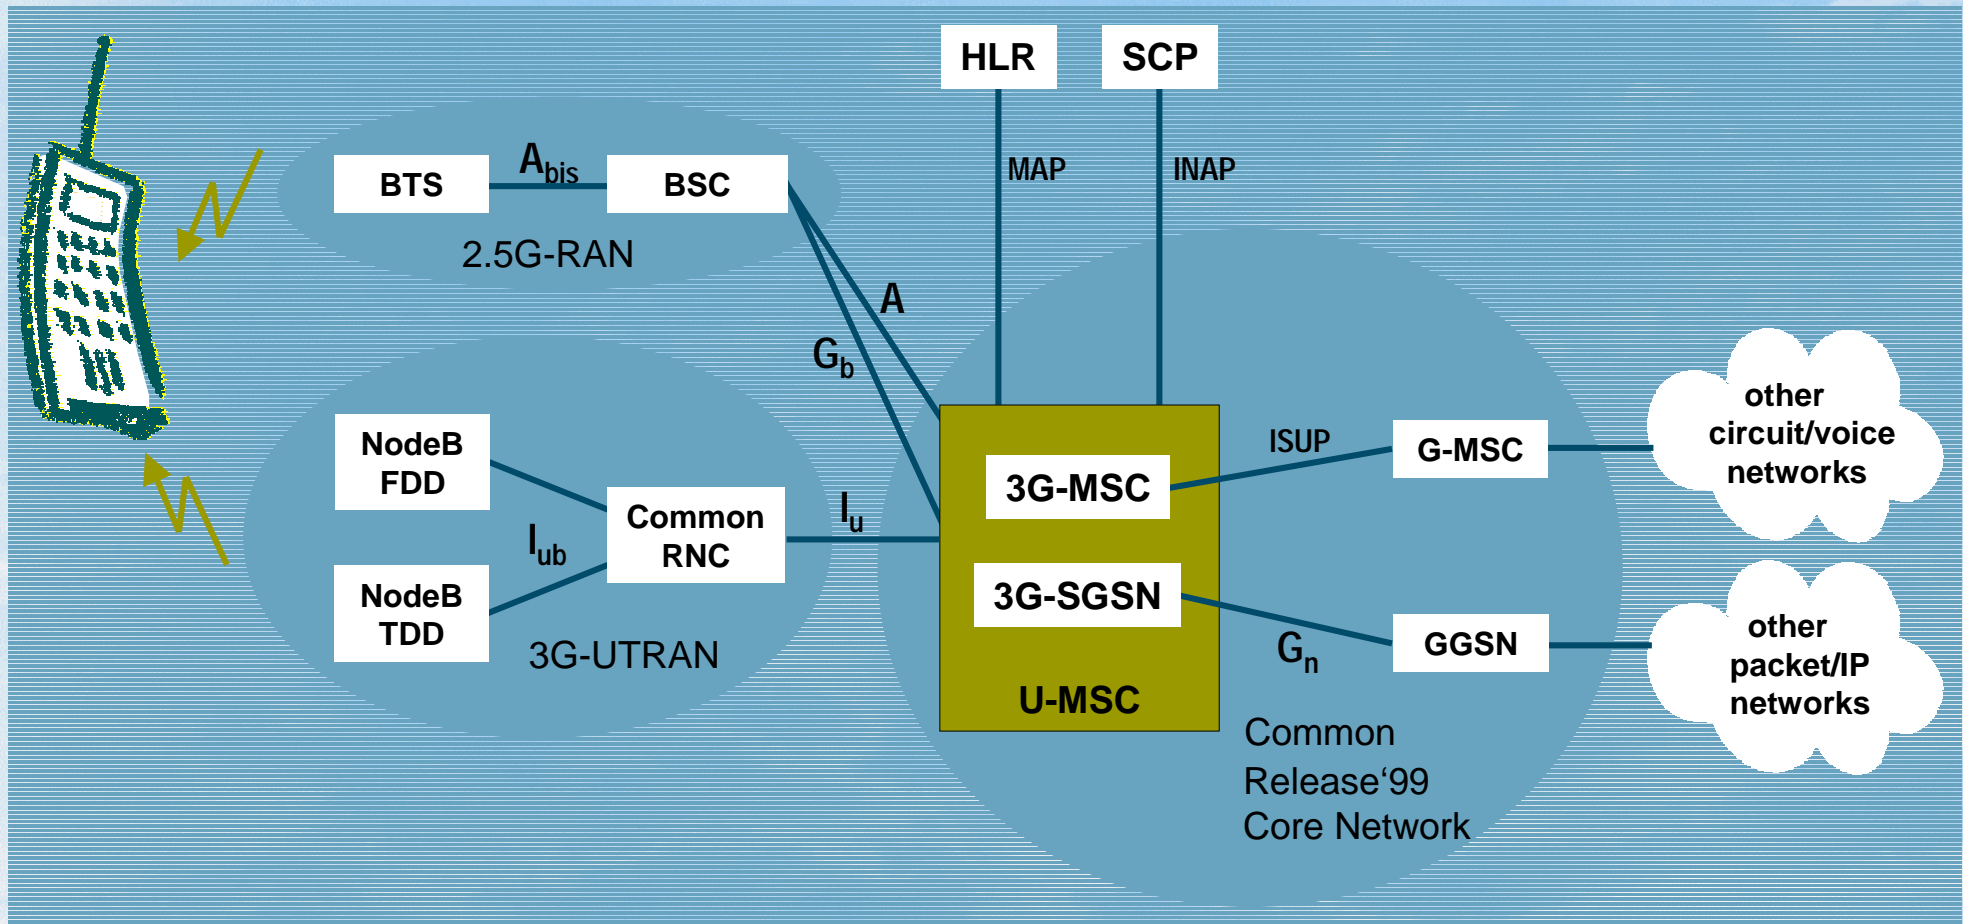 HLR
SCP
MAP
INAP
BTS
Abis
BSC
2.5G-RAN
A
Gb
NodeB
FDD
Iub
Common
RNC
Iu
NodeB
TDD
3G-UTRAN
3G-MSC
3G-SGSN
U-MSC
ISUP
G-MSC
Gn
GGSN
Common
Release‘99
Core Network
other
circuit/voice
networks
other
packet/IP
networks